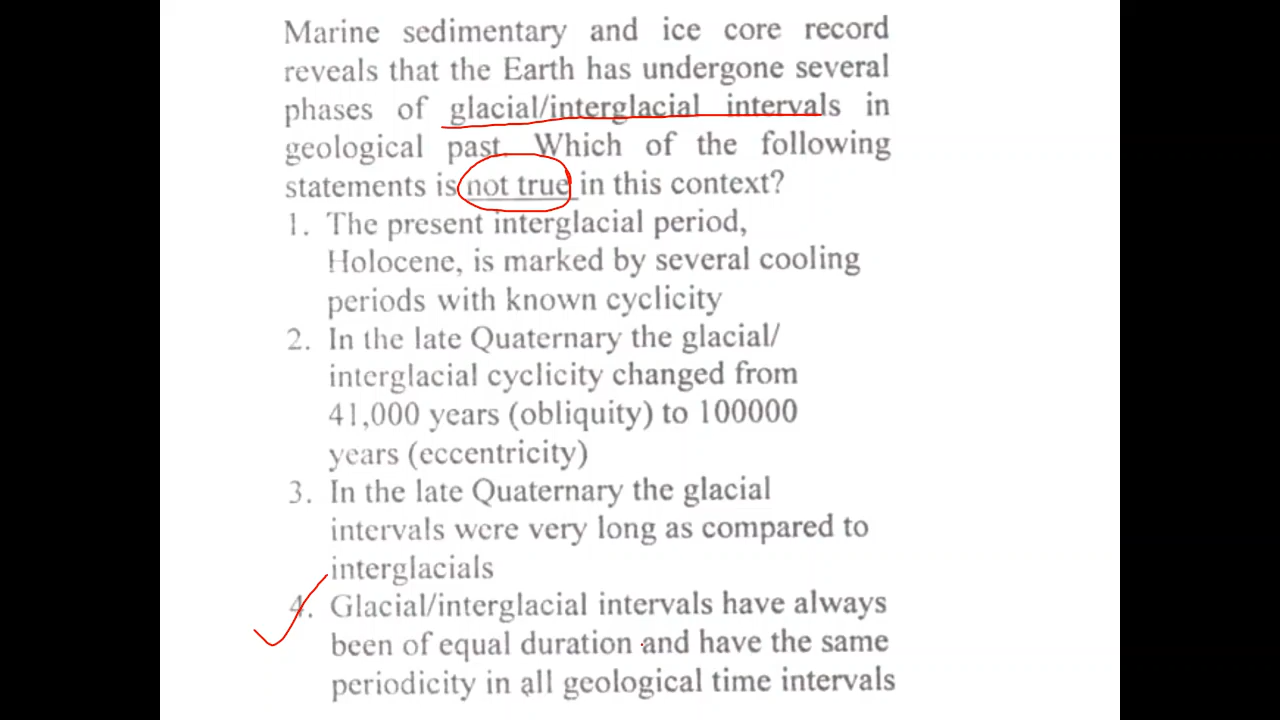 Marine sedimentary and ice core record
reveals that the Earth has undergone several
phases of glacial/interglacial intervals in
geological past. Which of the following
statements is not true in this context?
1. The present interglacial period,
Holocene, is marked by several cooling
periods with known cyclicity
2. In the late Quaternary the glacial/
interglacial cyclicity changed from
41,000 years (obliquity) to 100000
years (eccentricity)
3. In the late Quaternary the glacial
intervals were very long as compared to
interglacials
4. Glacial/interglacial intervals have always
been of equal duration and have the same
periodicity in all geological time intervals